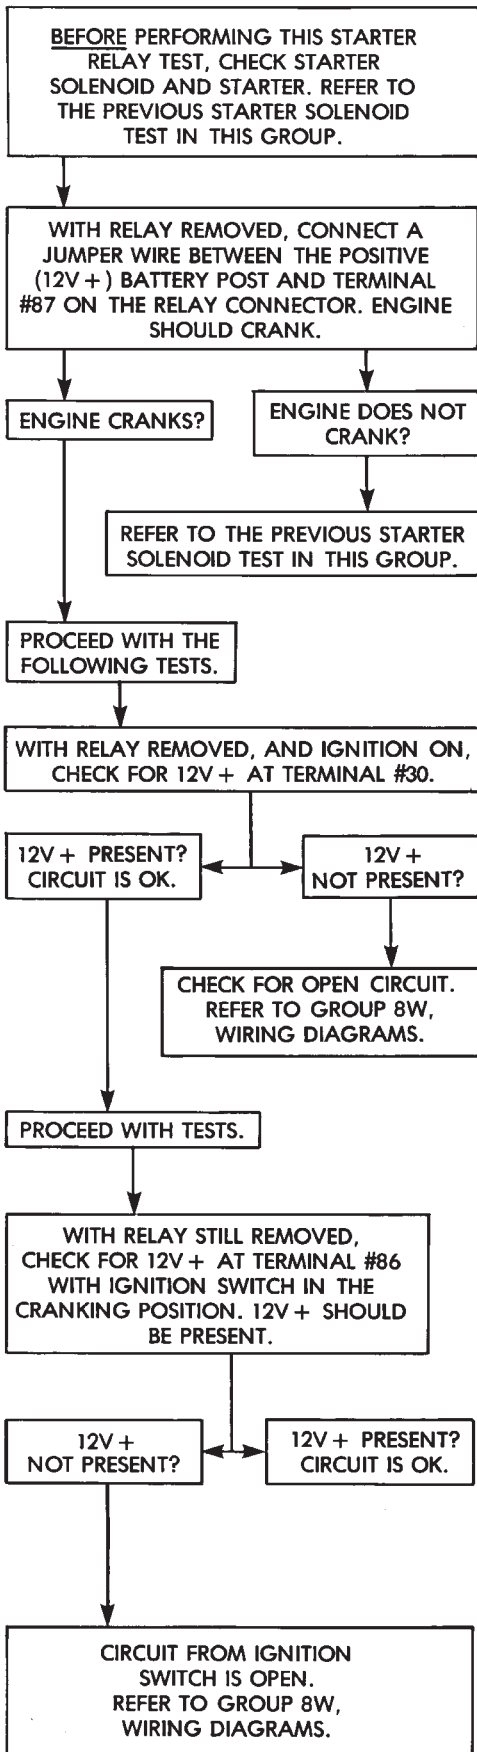 BEFORE PERFORMING THIS STARTER
RELAY TEST, CHECK STARTER
SOLENOID AND STARTER. REFER TO
THE PREVIOUS STARTER SOLENOID
TEST IN THIS GROUP.
WITH RELAY REMOVED, CONNECT A
JUMPER WIRE BETWEEN THE POSITIVE
(12V +) BATTERY POST AND TERMINAL
#87 ON THE RELAY CONNECTOR. ENGINE
SHOULD CRANK.
ENGINE CRANKS?
ENGINE DOES NOT
CRANK?
REFER TO THE PREVIOUS STARTER
SOLENOID TEST IN THIS GROUP.
PROCEED WITH THE
FOLLOWING TESTS.
WITH RELAY REMOVED, AND IGNITION ON,
CHECK FOR 12V + AT TERMINAL #30.
12V + PRESENT?
CIRCUIT IS OK.
12V +
NOT PRESENT?
CHECK FOR OPEN CIRCUIT.
REFER TO GROUP 8W,
WIRING DIAGRAMS.
PROCEED WITH TESTS.
WITH RELAY STILL REMOVED,
CHECK FOR 12V + AT TERMINAL #86
WITH IGNITION SWITCH IN THE
CRANKING POSITION. 12V + SHOULD
BE PRESENT.
12V +
NOT PRESENT?
12V + PRESENT?
CIRCUIT IS OK.
CIRCUIT FROM IGNITION
SWITCH IS OPEN.
REFER TO GROUP 8W,
WIRING DIAGRAMS.